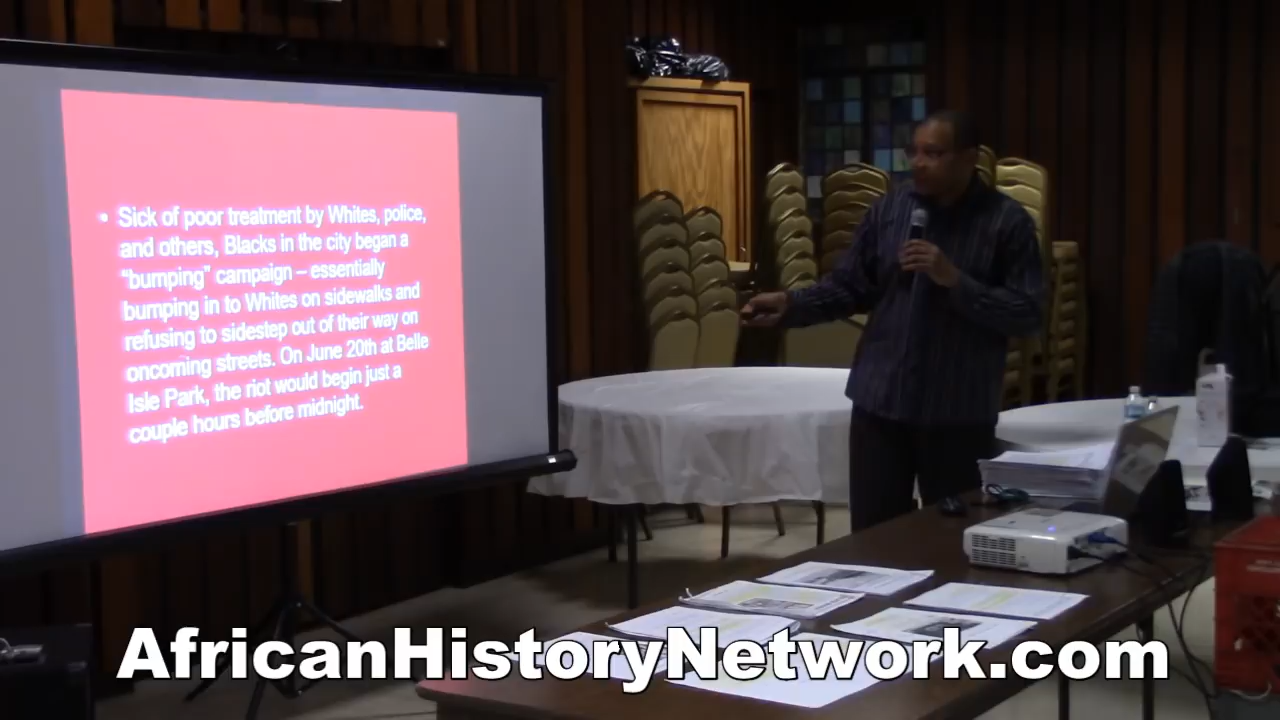 • Sick of poor treatment by Whites, police,
and others, Blacks in the city began a
“bumping” campaign – essentially
bumping in to Whites on sidewalks and
refusing to sidestep out of their way on
oncoming streets. On June 20th at Belle
Isle Park, the riot would begin just a
couple hours before midnight.
AfricanHistoryNetwork.com